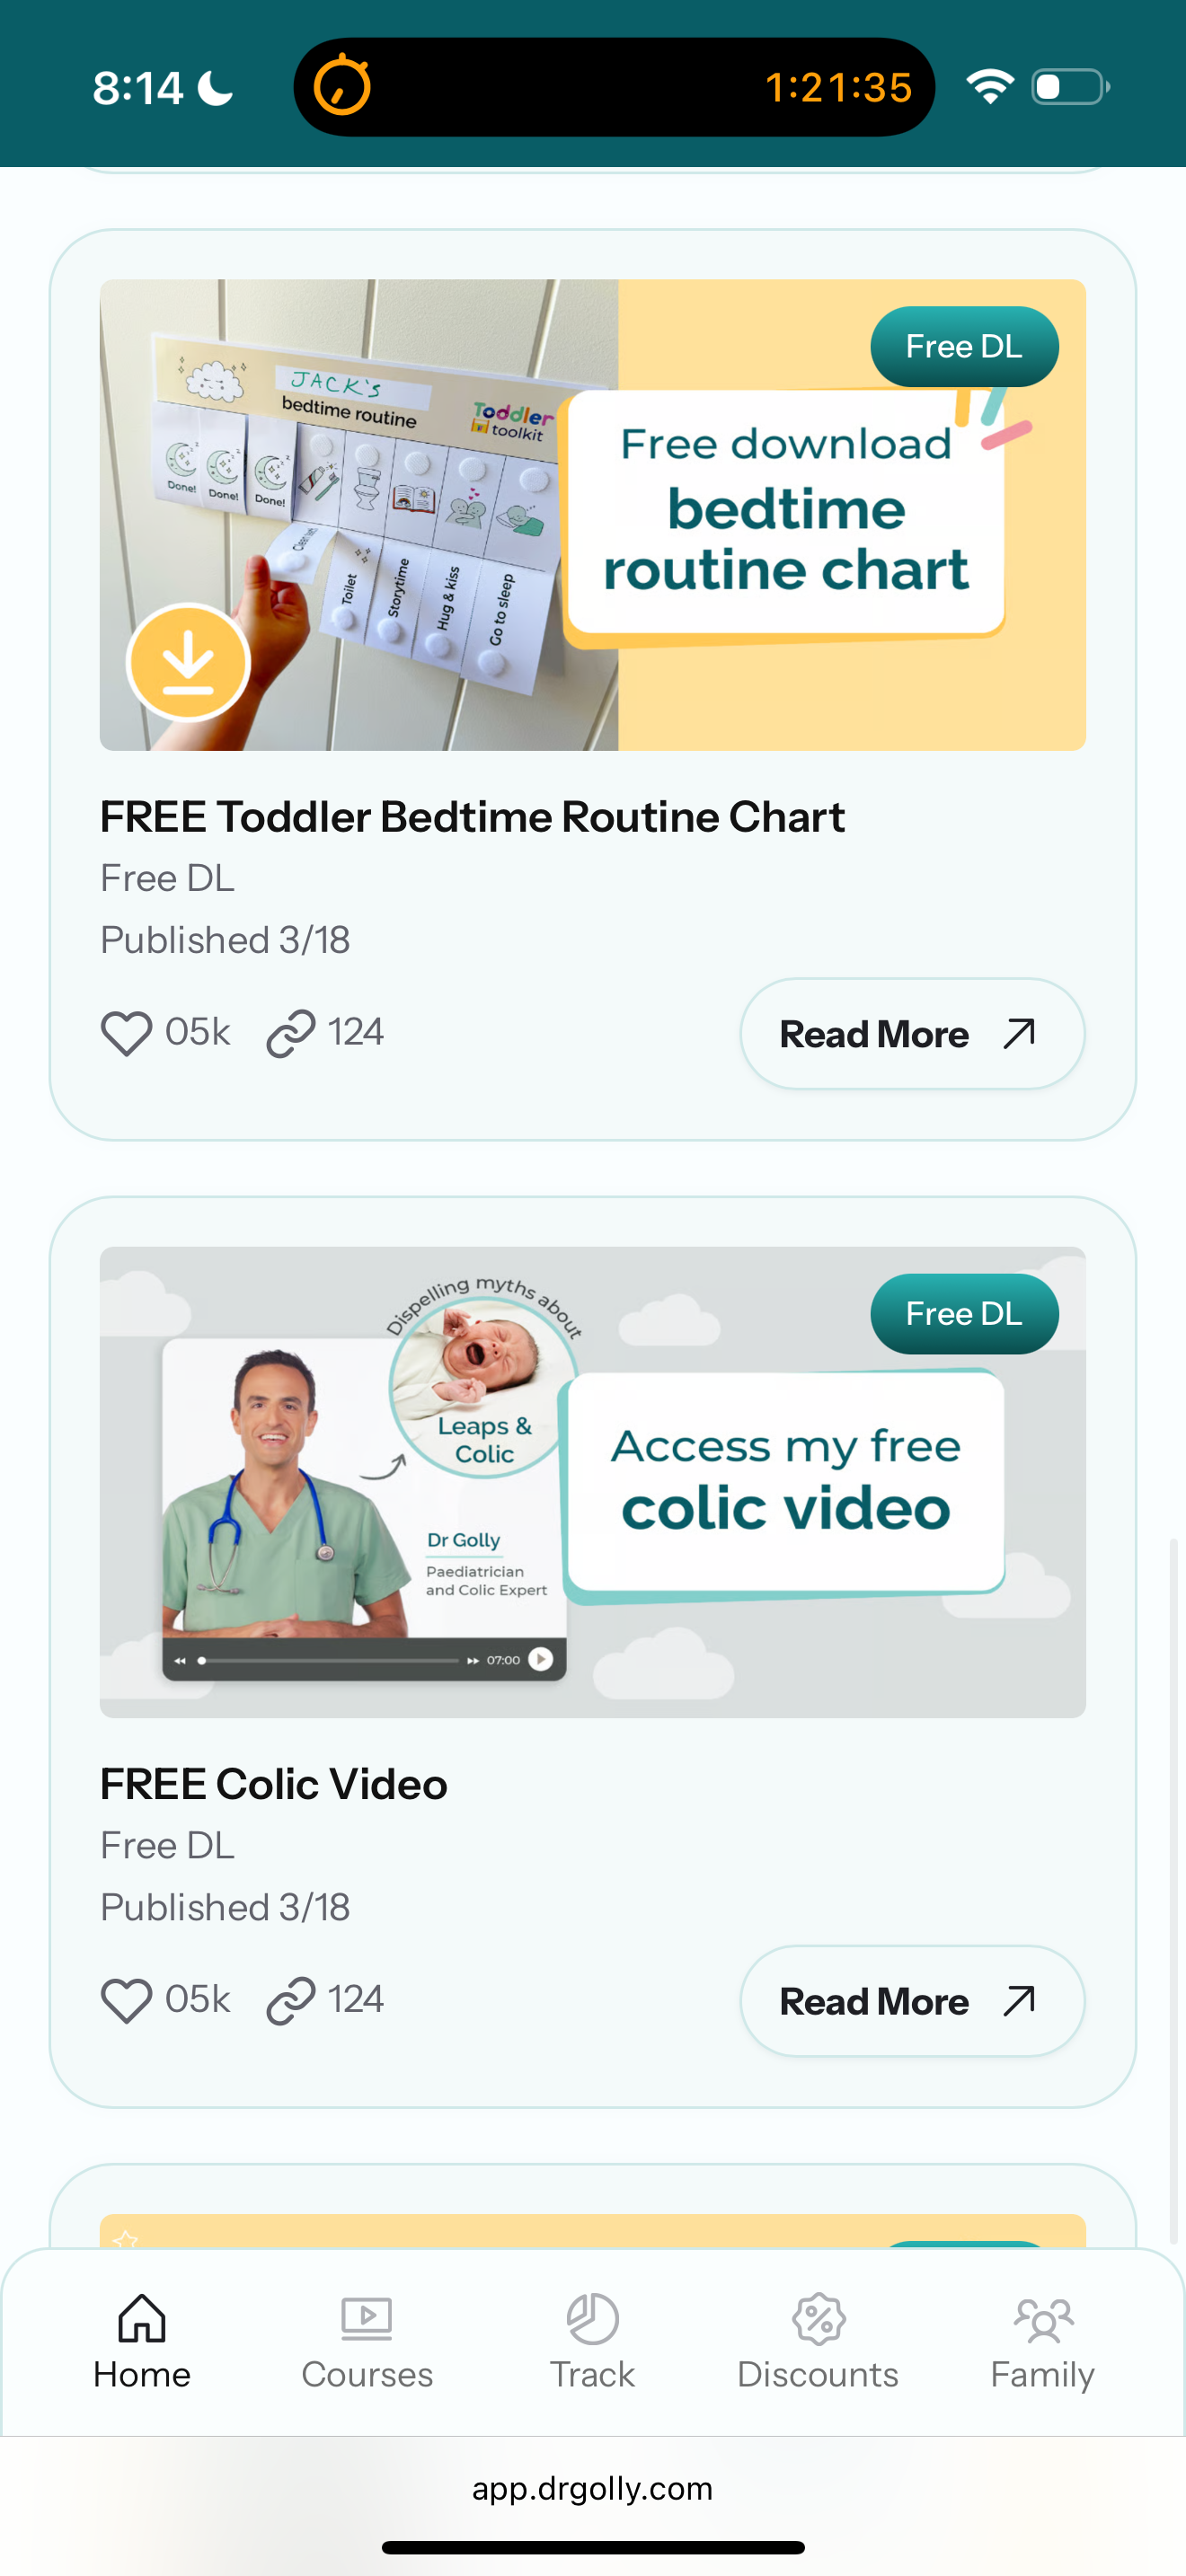 8:14
1:21:35
Free DL
JACK'S
bedtime routine
Toddler
toolkit
Done!
Done!
Done!
Toilet
Storytime
Hug & kiss
Go to sleep
Free download
bedtime
routine chart
FREE Toddler Bedtime Routine Chart
Free DL
Published 3/18
05k
124
Read More
Free DL
Dispelling myths about
Leaps &
Colic
Dr Golly
Paediatrician
and Colic Expert
07:00
Access my free
colic video
FREE Colic Video
Free DL
Published 3/18
05k
124
Read More
Home
Courses
Track
Discounts
Family
app.drgolly.com